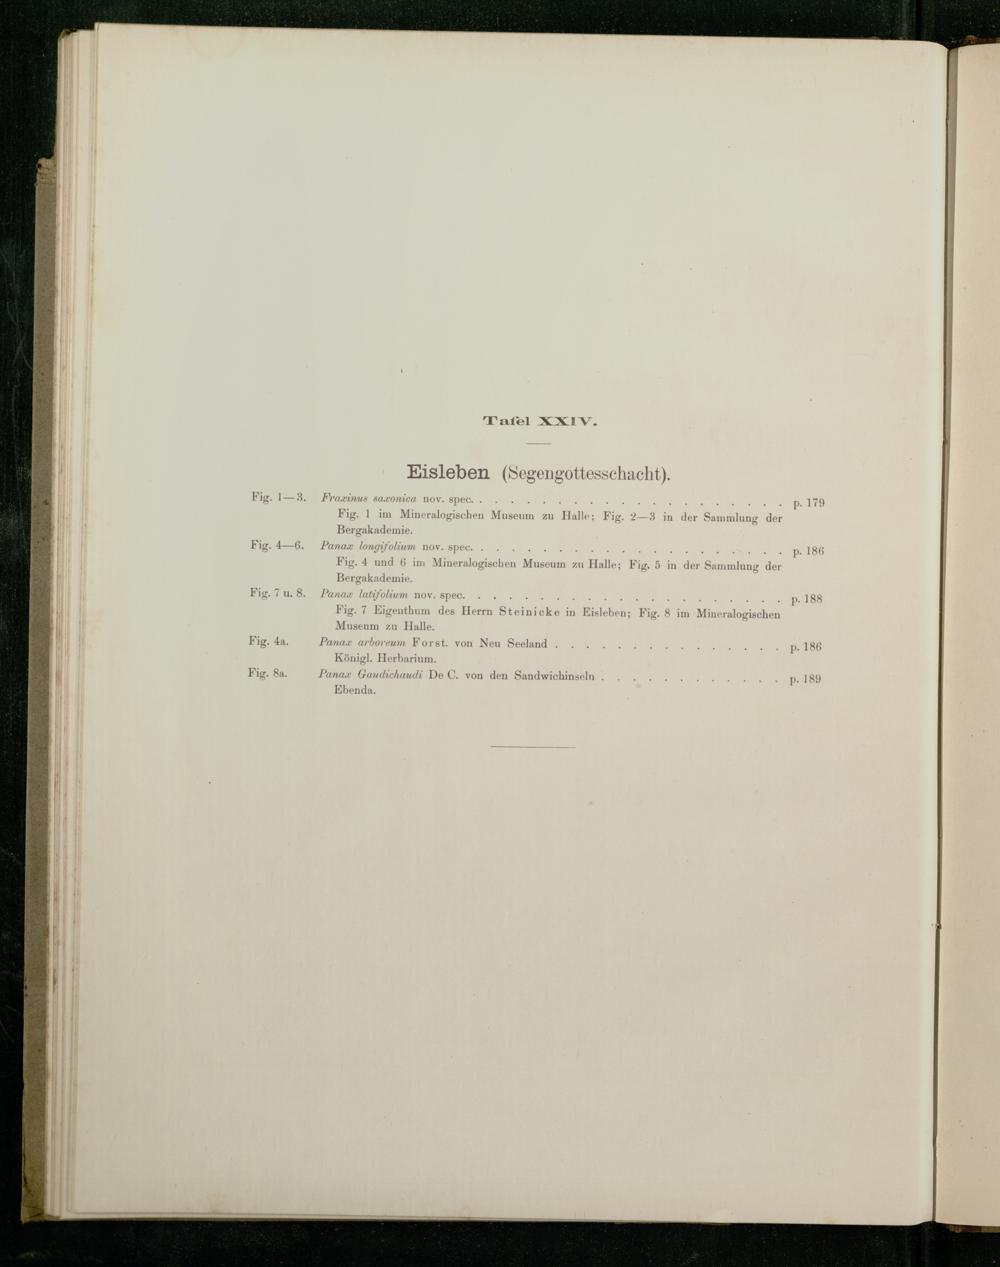 Tafel XXIV.
Eisleben (Segengottesschacht).
Fig. 1—3. Fraxinus saxonica nov. spec. . . . . . . . . . . . . . . . . . . . . p. 179
Fig. 1 im Mineralogischen Museum zu Halle; Fig. 2—3 in der Sammlung der
Bergakademie.
Fig. 4—6. Panax longifolium nov. spec. . . . . . . . . . . . . . . . . . . . . p. 186
Fig. 4 und 6 im Mineralogischen Museum zu Halle; Fig. 5 in der Sammlung der
Bergakademie.
Fig. 7 u. 8. Panax latifolium nov. spec. . . . . . . . . . . . . . . . . . . . . p. 188
Fig. 7 Eigenthum des Herrn Steinicke in Eisleben; Fig. 8 im Mineralogischen
Museum zu Halle.
Fig. 4a. Panax arboreum Forst. von Neu Seeland . . . . . . . . . . . . . . . p. 186
Königl. Herbarium.
Fig. 8a. Panax Gaudichaudi De C. von den Sandwichinseln . . . . . . . . . . . . p. 189
Ebenda.